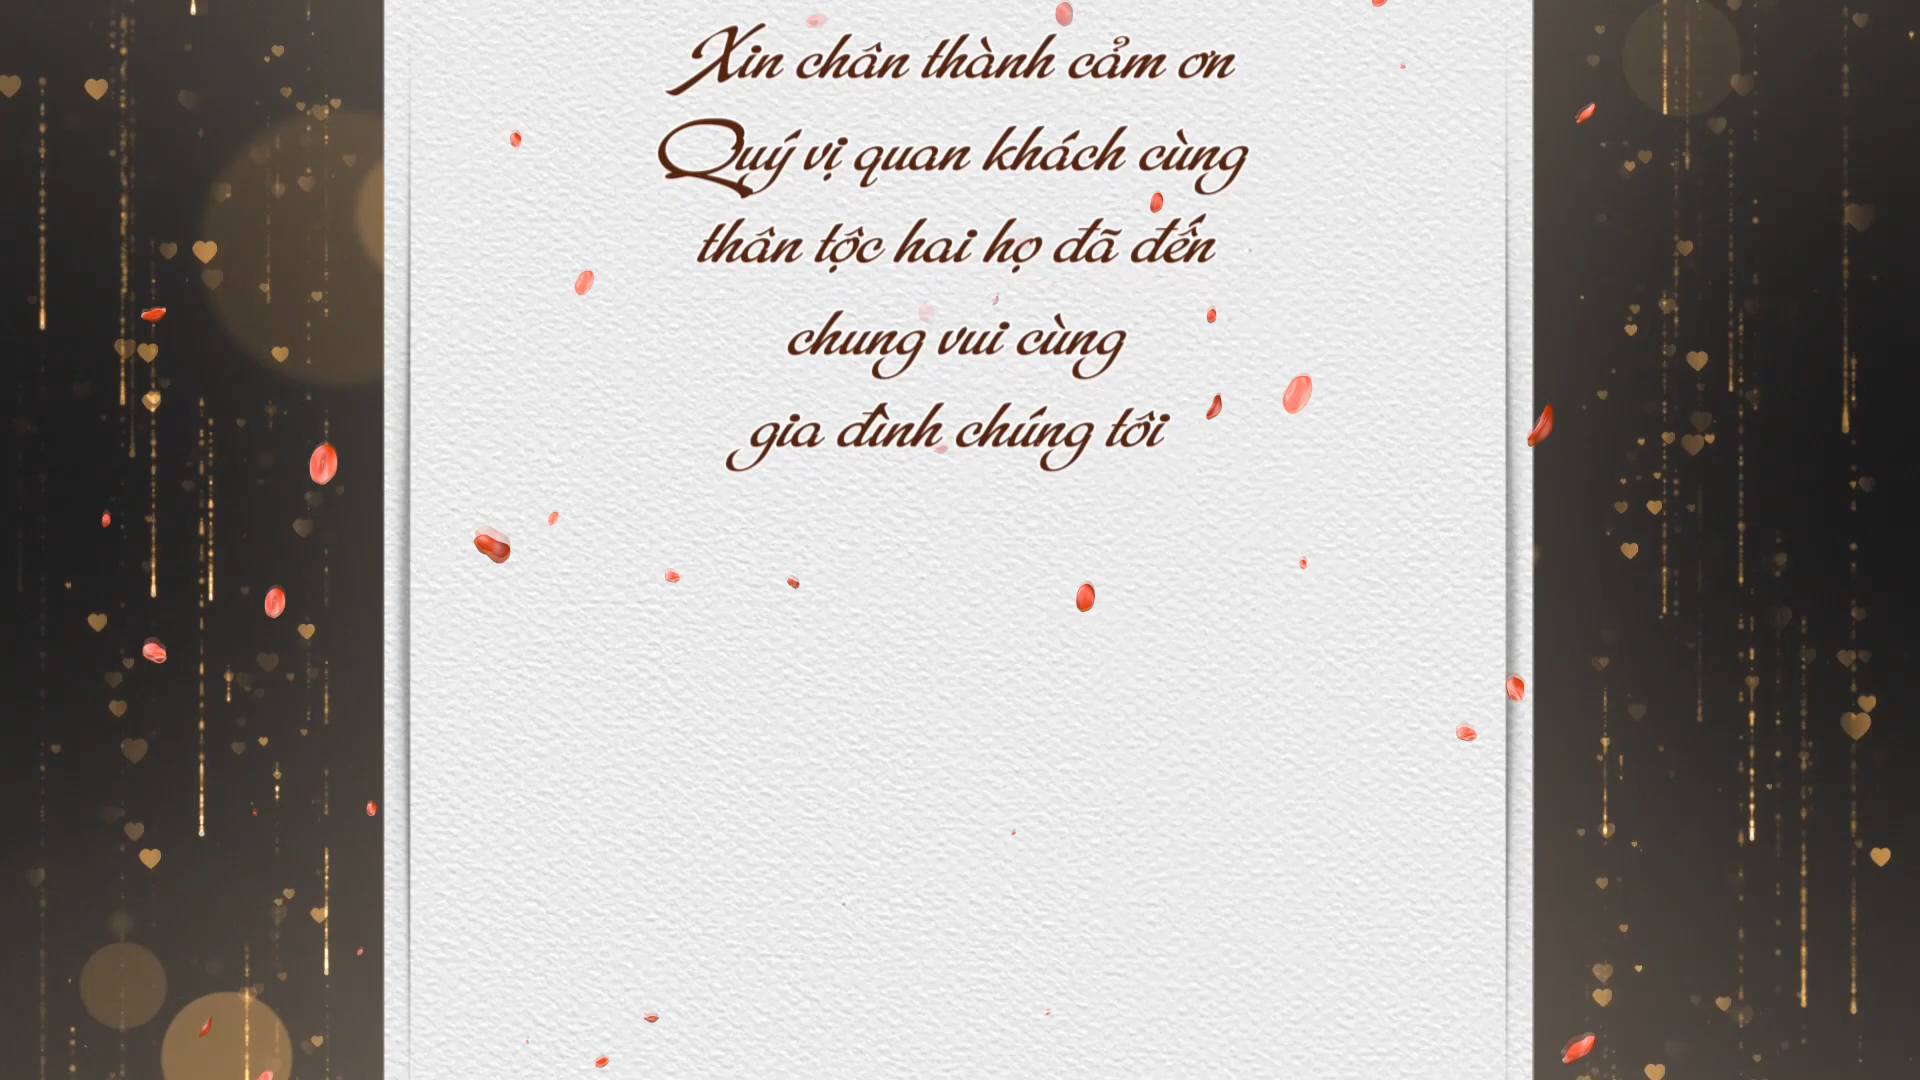 Xin chân thành cảm ơn
Quý vị quan khách cùng
thân tộc hai họ đã đến
chung vui cùng
gia đình chúng tôi